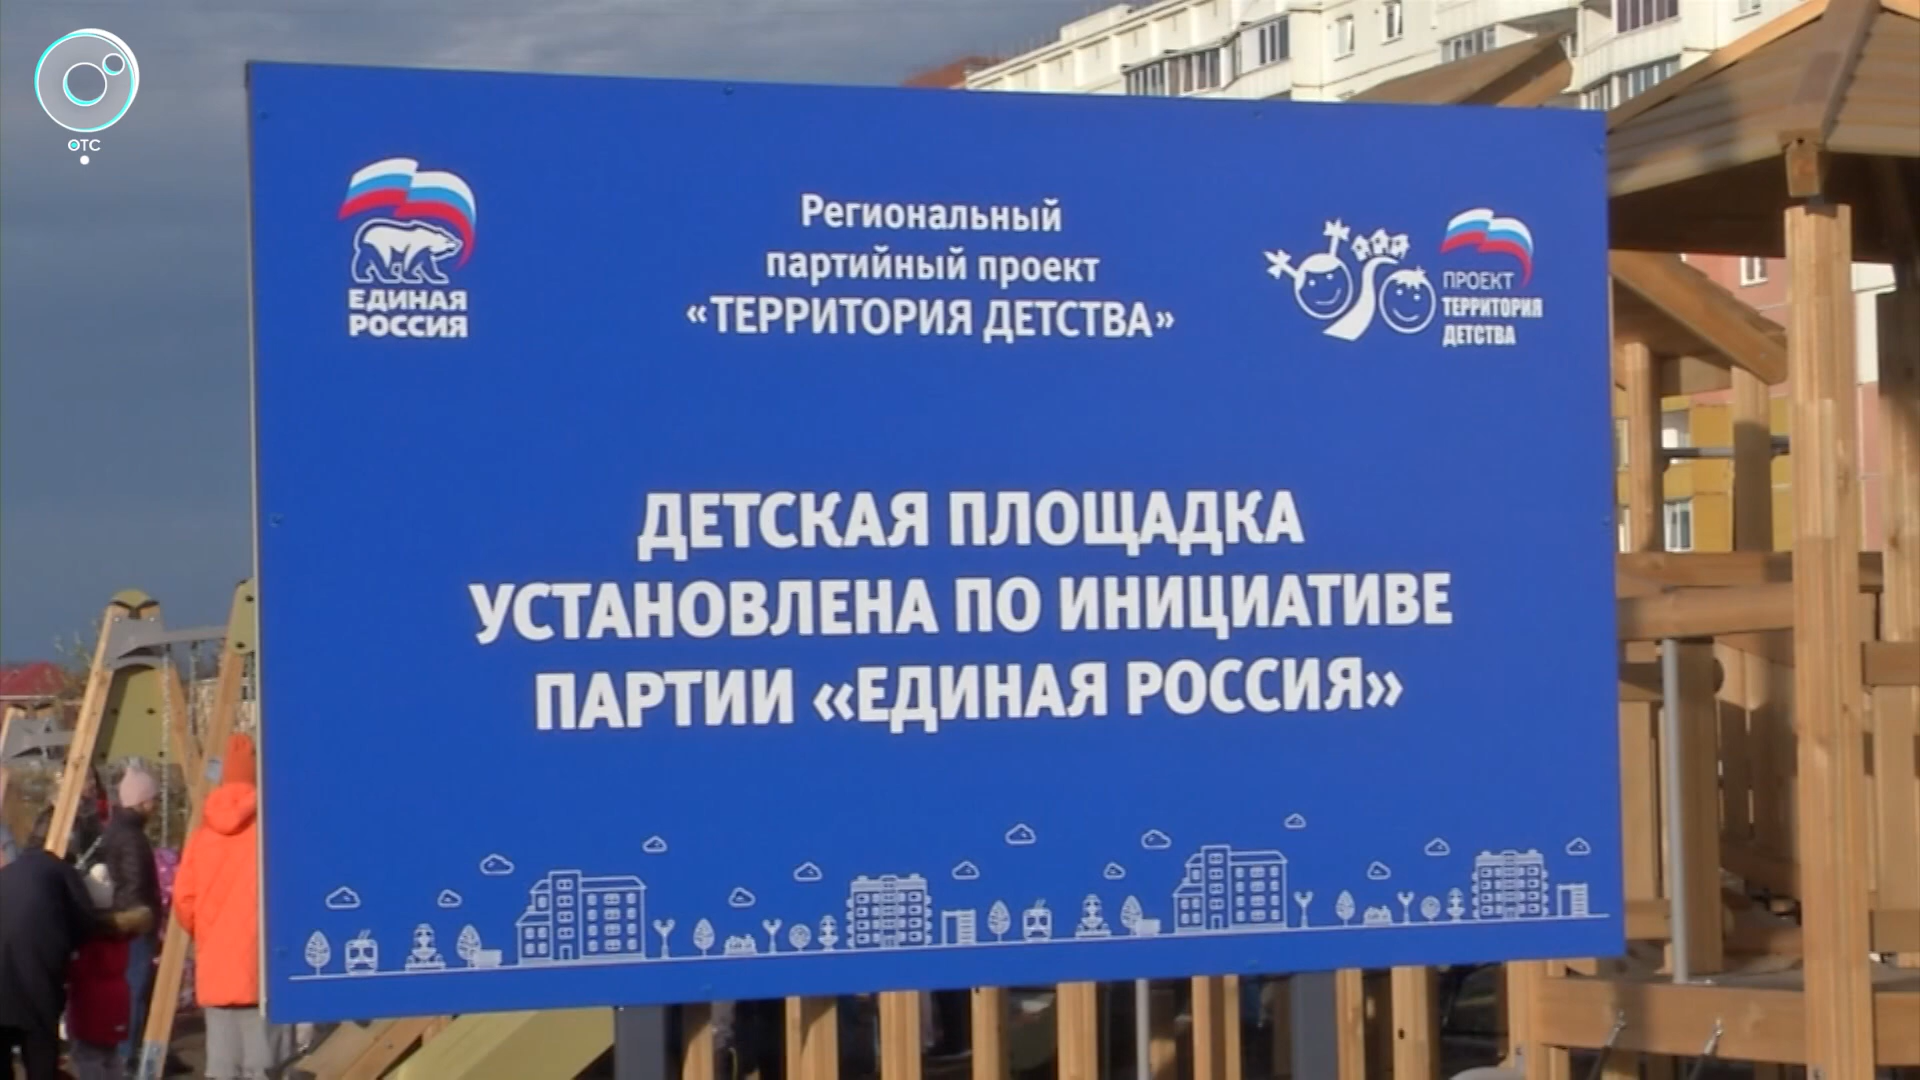 ОТС
ЕДИНАЯ
РОССИЯ
Региональный
партийный проект
«ТЕРРИТОРИЯ ДЕТСТВА»
ПРОЕКТ
ТЕРРИТОРИЯ
ДЕТСТВА
ДЕТСКАЯ ПЛОЩАДКА
УСТАНОВЛЕНА ПО ИНИЦИАТИВЕ
ПАРТИИ «ЕДИНАЯ РОССИЯ»